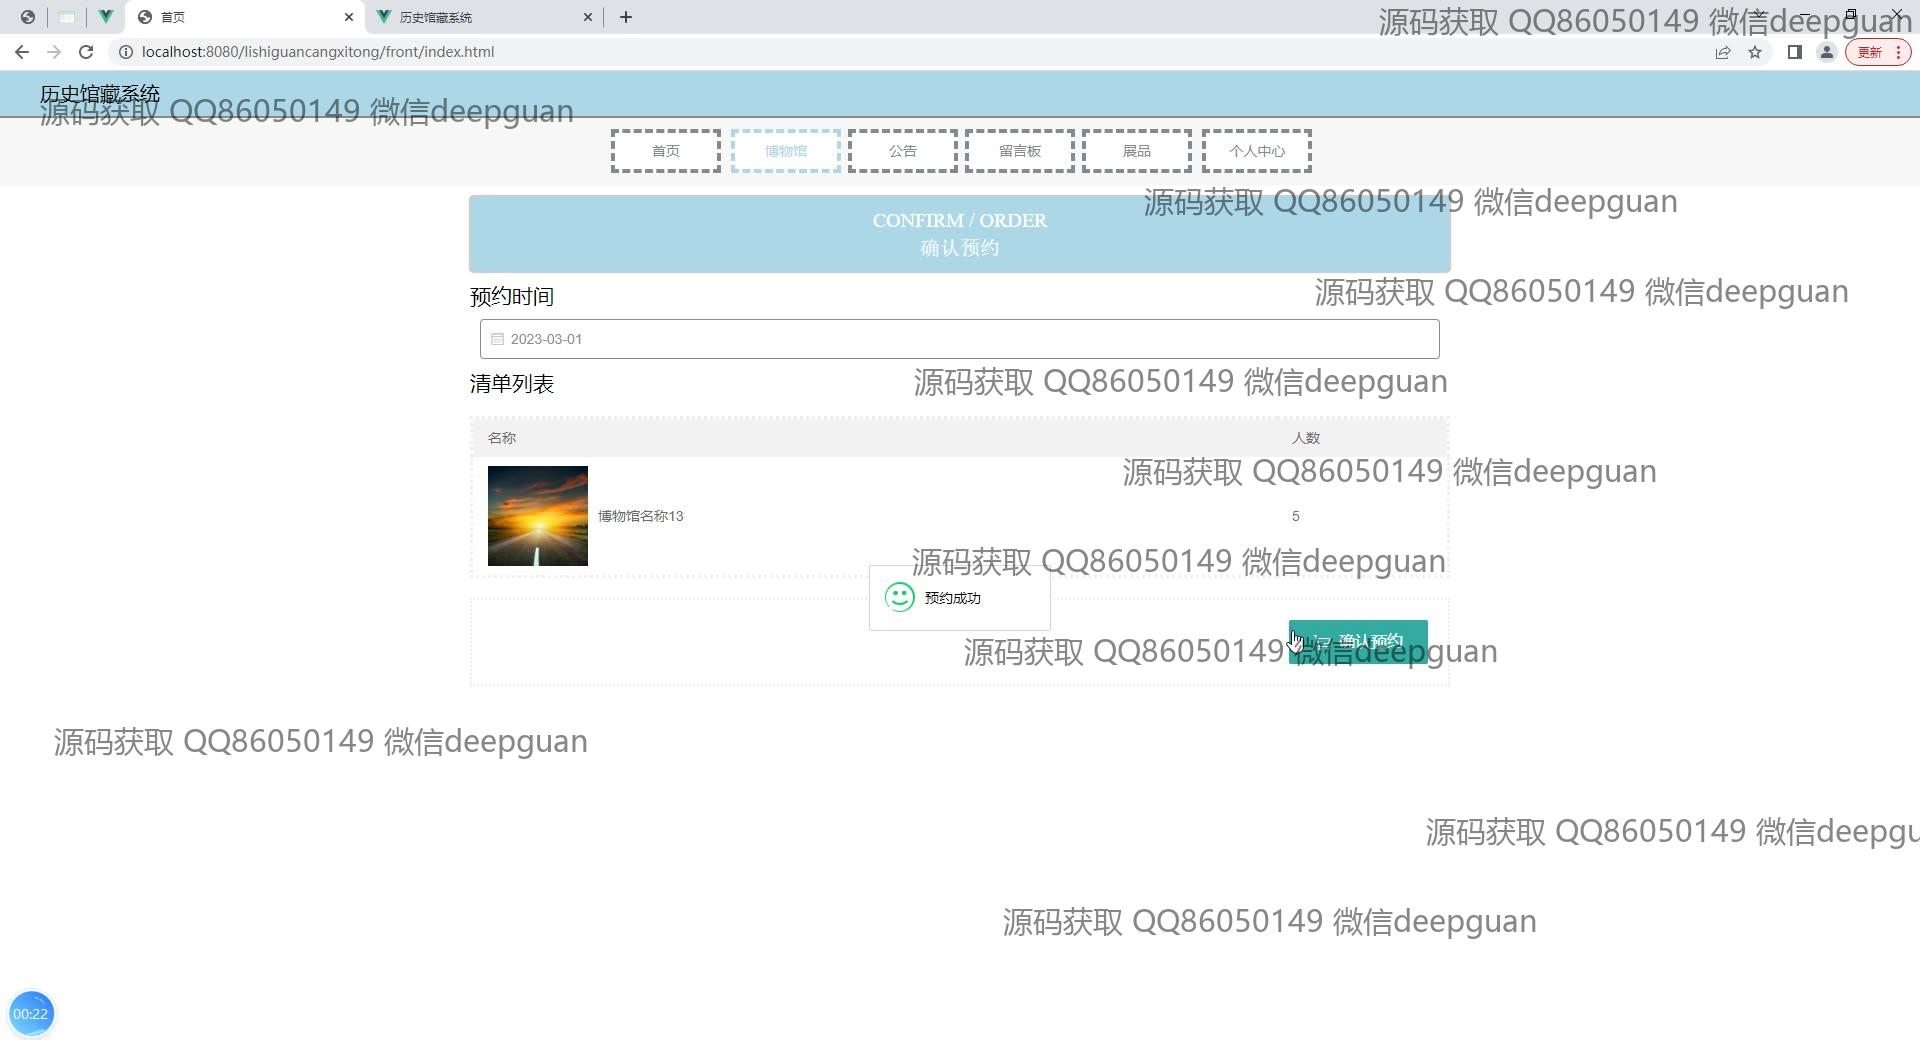 首页
历史馆藏系统
源码获取 QQ86050149 微信deepguan
localhost:8080/lishiguancangxitong/front/index.html
更新
历史馆藏系统
源码获取 QQ86050149 微信deepguan
首页
博物馆
公告
留言板
展品
个人中心
源码获取 QQ86050149 微信deepguan
CONFIRM / ORDER
确认预约
源码获取 QQ86050149 微信deepguan
预约时间
2023-03-01
清单列表
源码获取 QQ86050149 微信deepguan
名称
人数
源码获取 QQ86050149 微信deepguan
博物馆名称13
5
源码获取 QQ86050149 微信deepguan
预约成功
确认预约
源码获取 QQ86050149 微信deepguan
源码获取 QQ86050149 微信deepguan
源码获取 QQ86050149 微信deepgu
源码获取 QQ86050149 微信deepguan
00:22